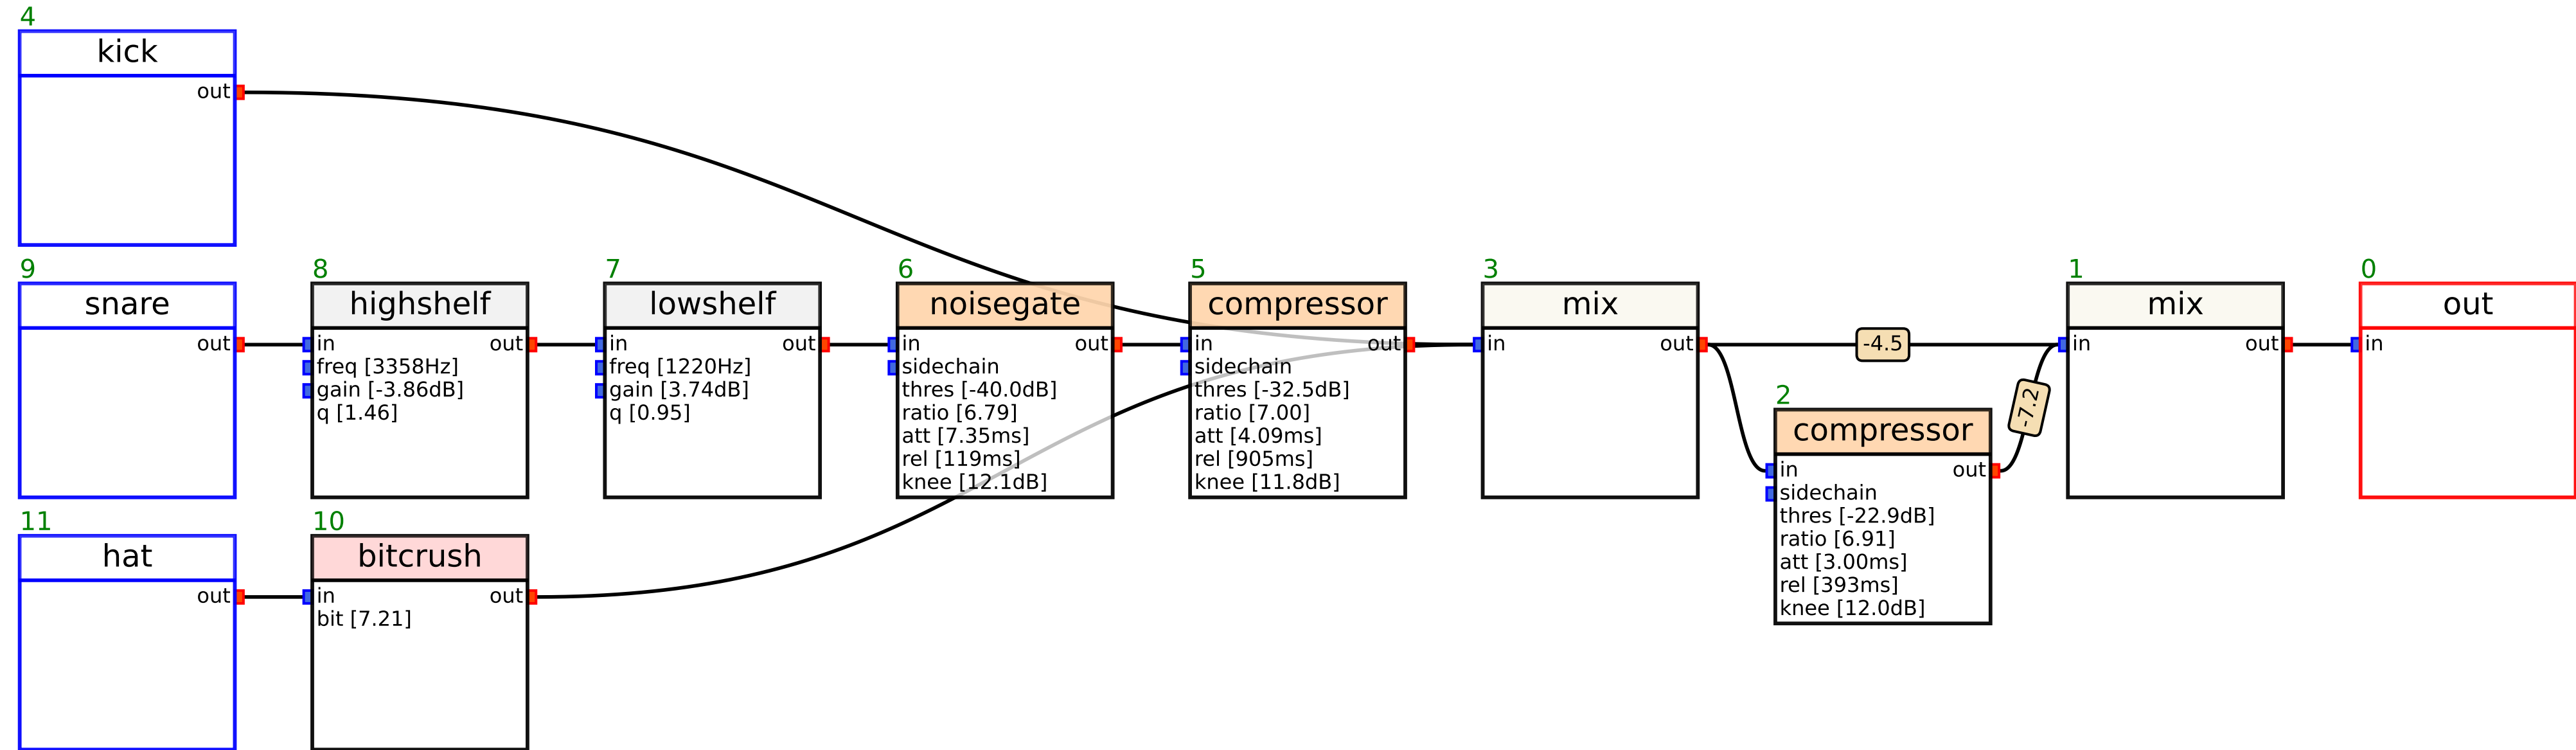 4
kick
out
9
snare
out
8
highshelf
in out
freq [3358Hz]
gain [-3.86dB]
q [1.46]
7
lowshelf
in out
freq [1220Hz]
gain [3.74dB]
q [0.95]
6
noisegate
in out
sidechain
thres [-40.0dB]
ratio [6.79]
att [7.35ms]
rel [119ms]
knee [12.1dB]
5
compressor
in out
sidechain
thres [-32.5dB]
ratio [7.00]
att [4.09ms]
rel [905ms]
knee [11.8dB]
3
mix
in out
-4.5
2
compressor
in out
sidechain
thres [-22.9dB]
ratio [6.91]
att [3.00ms]
rel [393ms]
knee [12.0dB]
-7.2
1
mix
in out
0
out
in
11
hat
out
10
bitcrush
in out
bit [7.21]